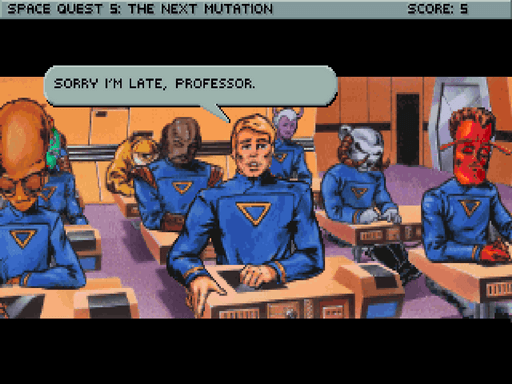 SPACE QUEST 5: THE NEXT MUTATION SCORE: 5
SORRY I'M LATE, PROFESSOR.